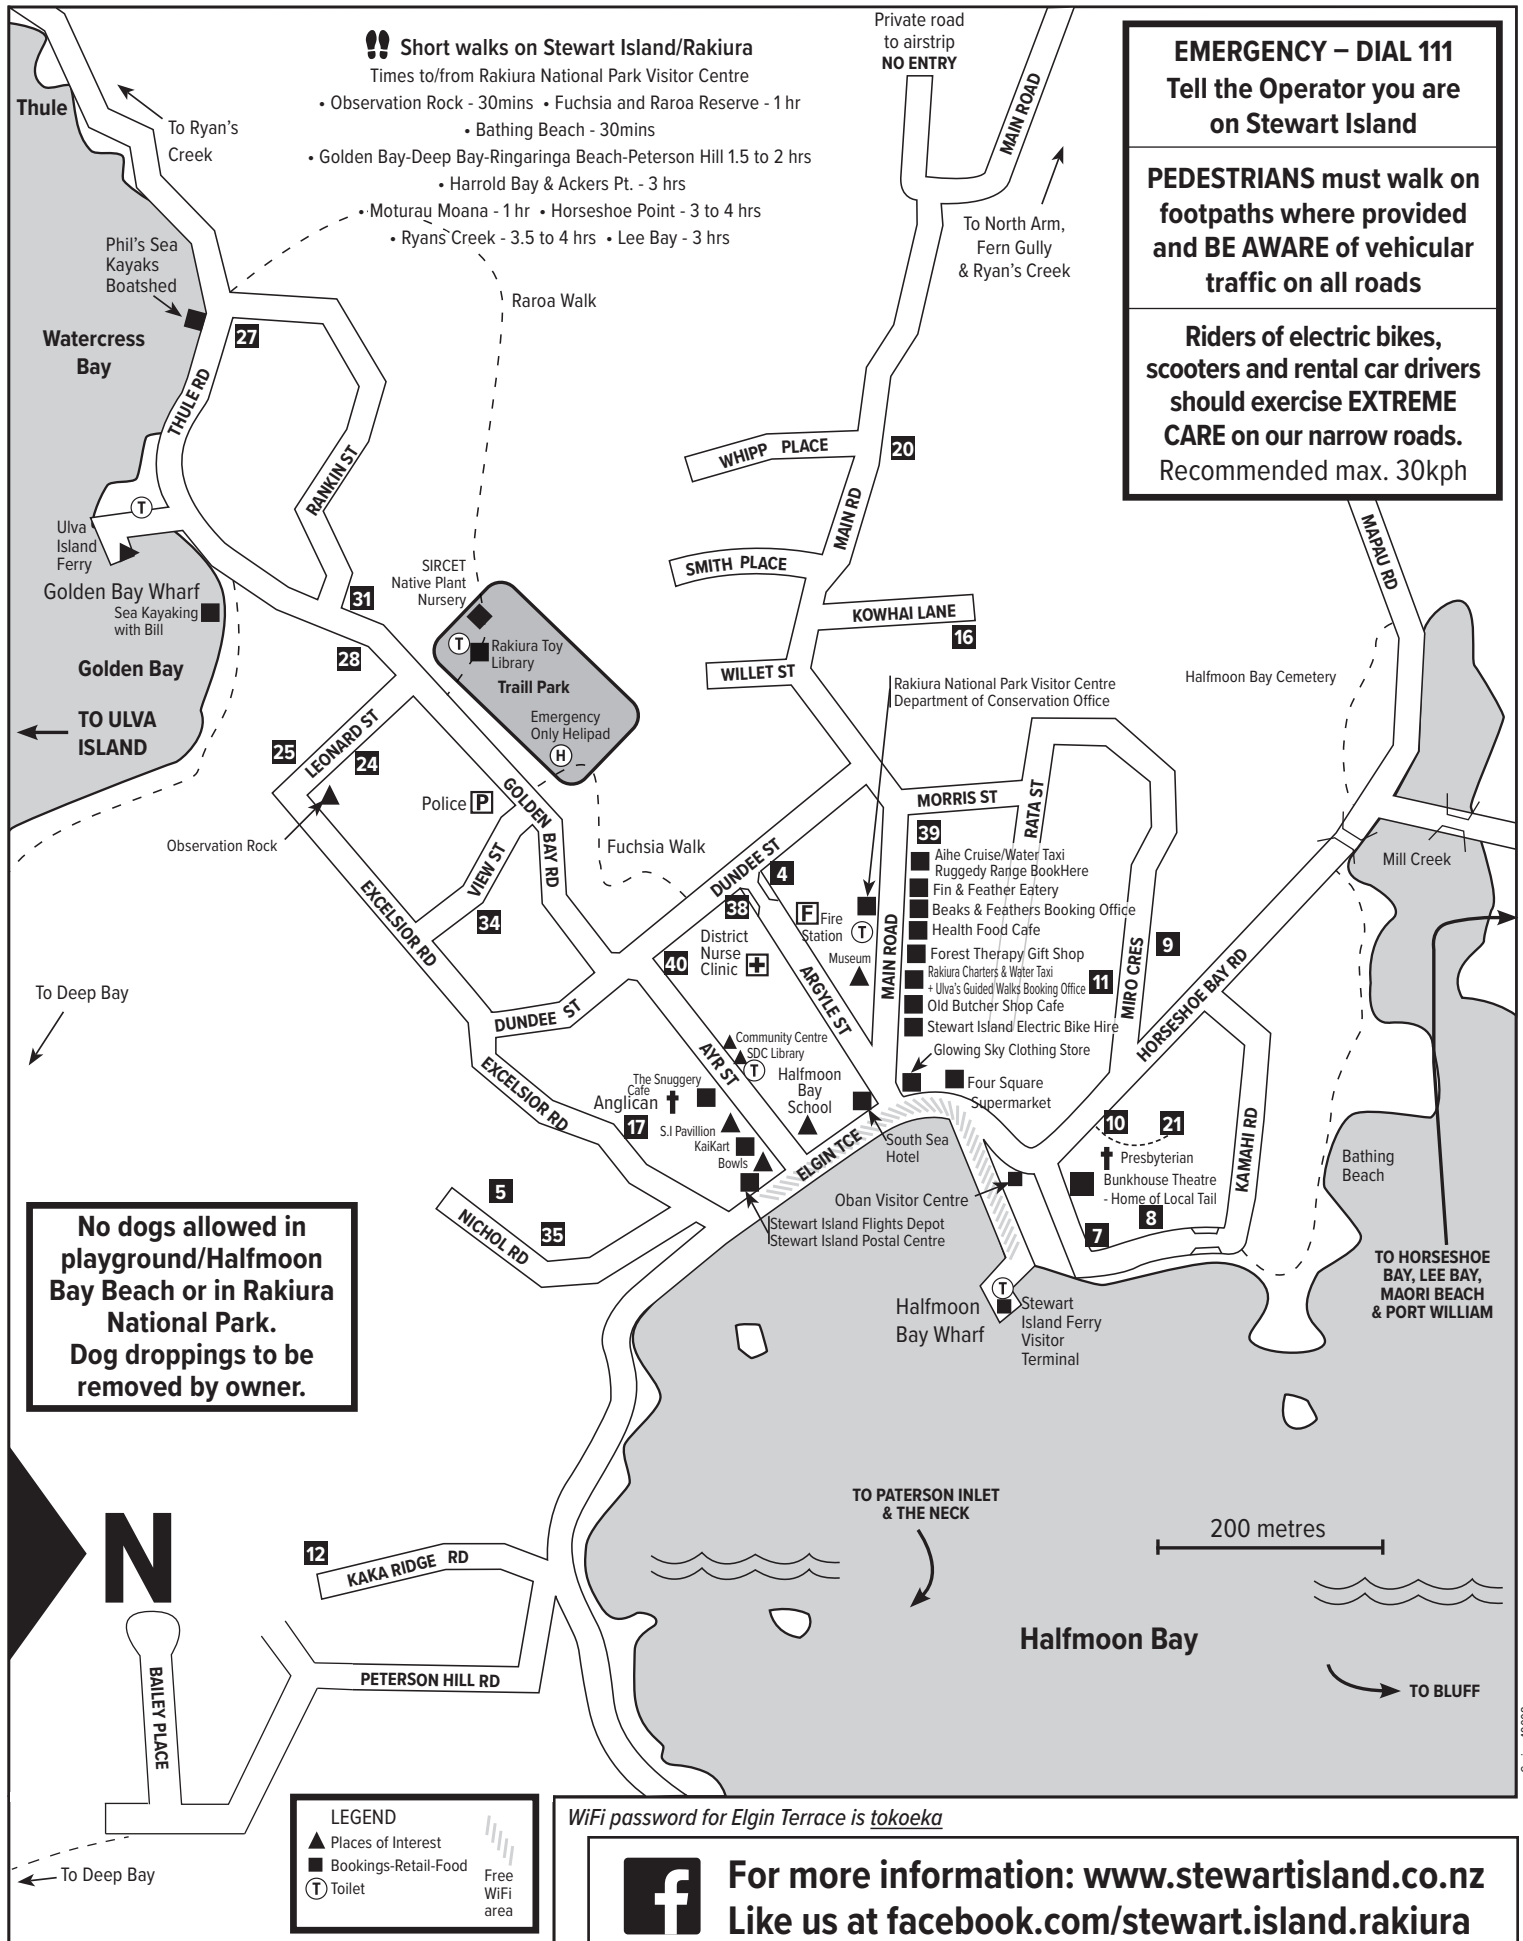 Short walks on Stewart Island/Rakiura
Times to/from Rakiura National Park Visitor Centre
• Observation Rock - 30mins • Fuchsia and Raroa Reserve - 1 hr
• Bathing Beach - 30mins
• Golden Bay-Deep Bay-Ringaringa Beach-Peterson Hill 1.5 to 2 hrs
• Harrold Bay & Ackers Pt. - 3 hrs
• Moturau Moana - 1 hr • Horseshoe Point - 3 to 4 hrs
• Ryans Creek - 3.5 to 4 hrs • Lee Bay - 3 hrs
Private road
to airstrip
NO ENTRY
MAIN ROAD
To North Arm,
Fern Gully
& Ryan's Creek
EMERGENCY – DIAL 111
Tell the Operator you are
on Stewart Island
PEDESTRIANS must walk on
footpaths where provided
and BE AWARE of vehicular
traffic on all roads
Riders of electric bikes,
scooters and rental car drivers
should exercise EXTREME
CARE on our narrow roads.
Recommended max. 30kph
Thule
To Ryan's
Creek
Phil's Sea
Kayaks
Boatshed
Watercress
Bay
27
THULE RD
RANKIN ST
Raroa Walk
WHIPP PLACE
20
MAIN RD
SMITH PLACE
KOWHAI LANE
16
WILLET ST
MAPAU RD
T
Ulva
Island
Ferry
Golden Bay Wharf
Sea Kayaking
with Bill
Golden Bay
TO ULVA
ISLAND
31
28
SIRCET
Native Plant
Nursery
T
Rakiura Toy
Library
Traill Park
Emergency
Only Helipad
H
Rakiura National Park Visitor Centre
Department of Conservation Office
Halfmoon Bay Cemetery
25
LEONARD ST
24
Police P
GOLDEN BAY RD
Observation Rock
VIEW ST
34
EXCELSIOR RD
Fuchsia Walk
DUNDEE ST
4
38
MORRIS ST
RATA ST
39
Aihe Cruise/Water Taxi
Ruggedy Range BookHere
Fin & Feather Eatery
Beaks & Feathers Booking Office
Health Food Cafe
Forest Therapy Gift Shop
Rakiura Charters & Water Taxi
+ Ulva's Guided Walks Booking Office
Old Butcher Shop Cafe
Stewart Island Electric Bike Hire
Glowing Sky Clothing Store
Four Square
Supermarket
11
MIRO CRES
9
HORSESHOE BAY RD
Mill Creek
F Fire
Station
T
Museum
MAIN ROAD
District
Nurse
Clinic
40
ARGYLE ST
To Deep Bay
DUNDEE ST
AYR ST
Community Centre
SDC Library
T
Halfmoon
Bay
School
EXCELSIOR RD
The Snuggery
Cafe
Anglican
17
S.I Pavillion
KaiKart
Bowls
ELGIN TCE
South Sea
Hotel
Oban Visitor Centre
Stewart Island Flights Depot
Stewart Island Postal Centre
10
21
Presbyterian
Bunkhouse Theatre
- Home of Local Tail
8
7
KAMAHI RD
Bathing
Beach
5
35
NICHOL RD
TO HORSESHOE
BAY, LEE BAY,
MAORI BEACH
& PORT WILLIAM
No dogs allowed in
playground/Halfmoon
Bay Beach or in Rakiura
National Park.
Dog droppings to be
removed by owner.
T
Halfmoon
Bay Wharf
Stewart
Island Ferry
Visitor
Terminal
N
12
KAKA RIDGE RD
PETERSON HILL RD
BAILEY PLACE
To Deep Bay
TO PATERSON INLET
& THE NECK
200 metres
Halfmoon Bay
TO BLUFF
LEGEND
Places of Interest
Bookings-Retail-Food
T Toilet
Free
WiFi
area
WiFi password for Elgin Terrace is tokoeka
For more information: www.stewartisland.co.nz
Like us at facebook.com/stewart.island.rakiura